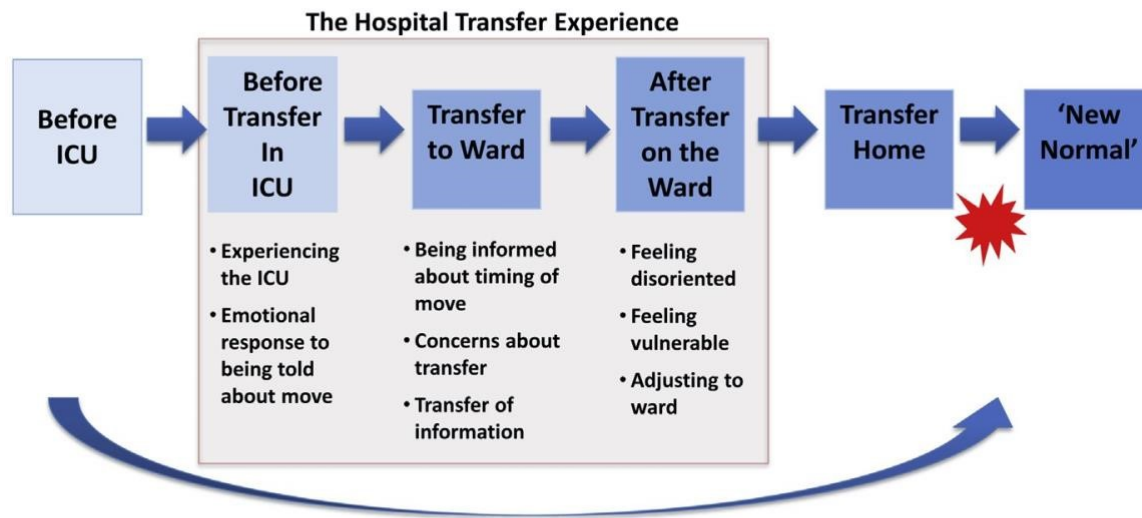 The Hospital Transfer Experience
Before
ICU
Before
Transfer
In
ICU
Transfer
to Ward
After
Transfer
on the
Ward
Transfer
Home
‘New
Normal’
• Experiencing
the ICU
• Emotional
response to
being told
about move
• Being informed
about timing of
move
• Concerns about
transfer
• Transfer of
information
• Feeling
disoriented
• Feeling
vulnerable
• Adjusting to
ward